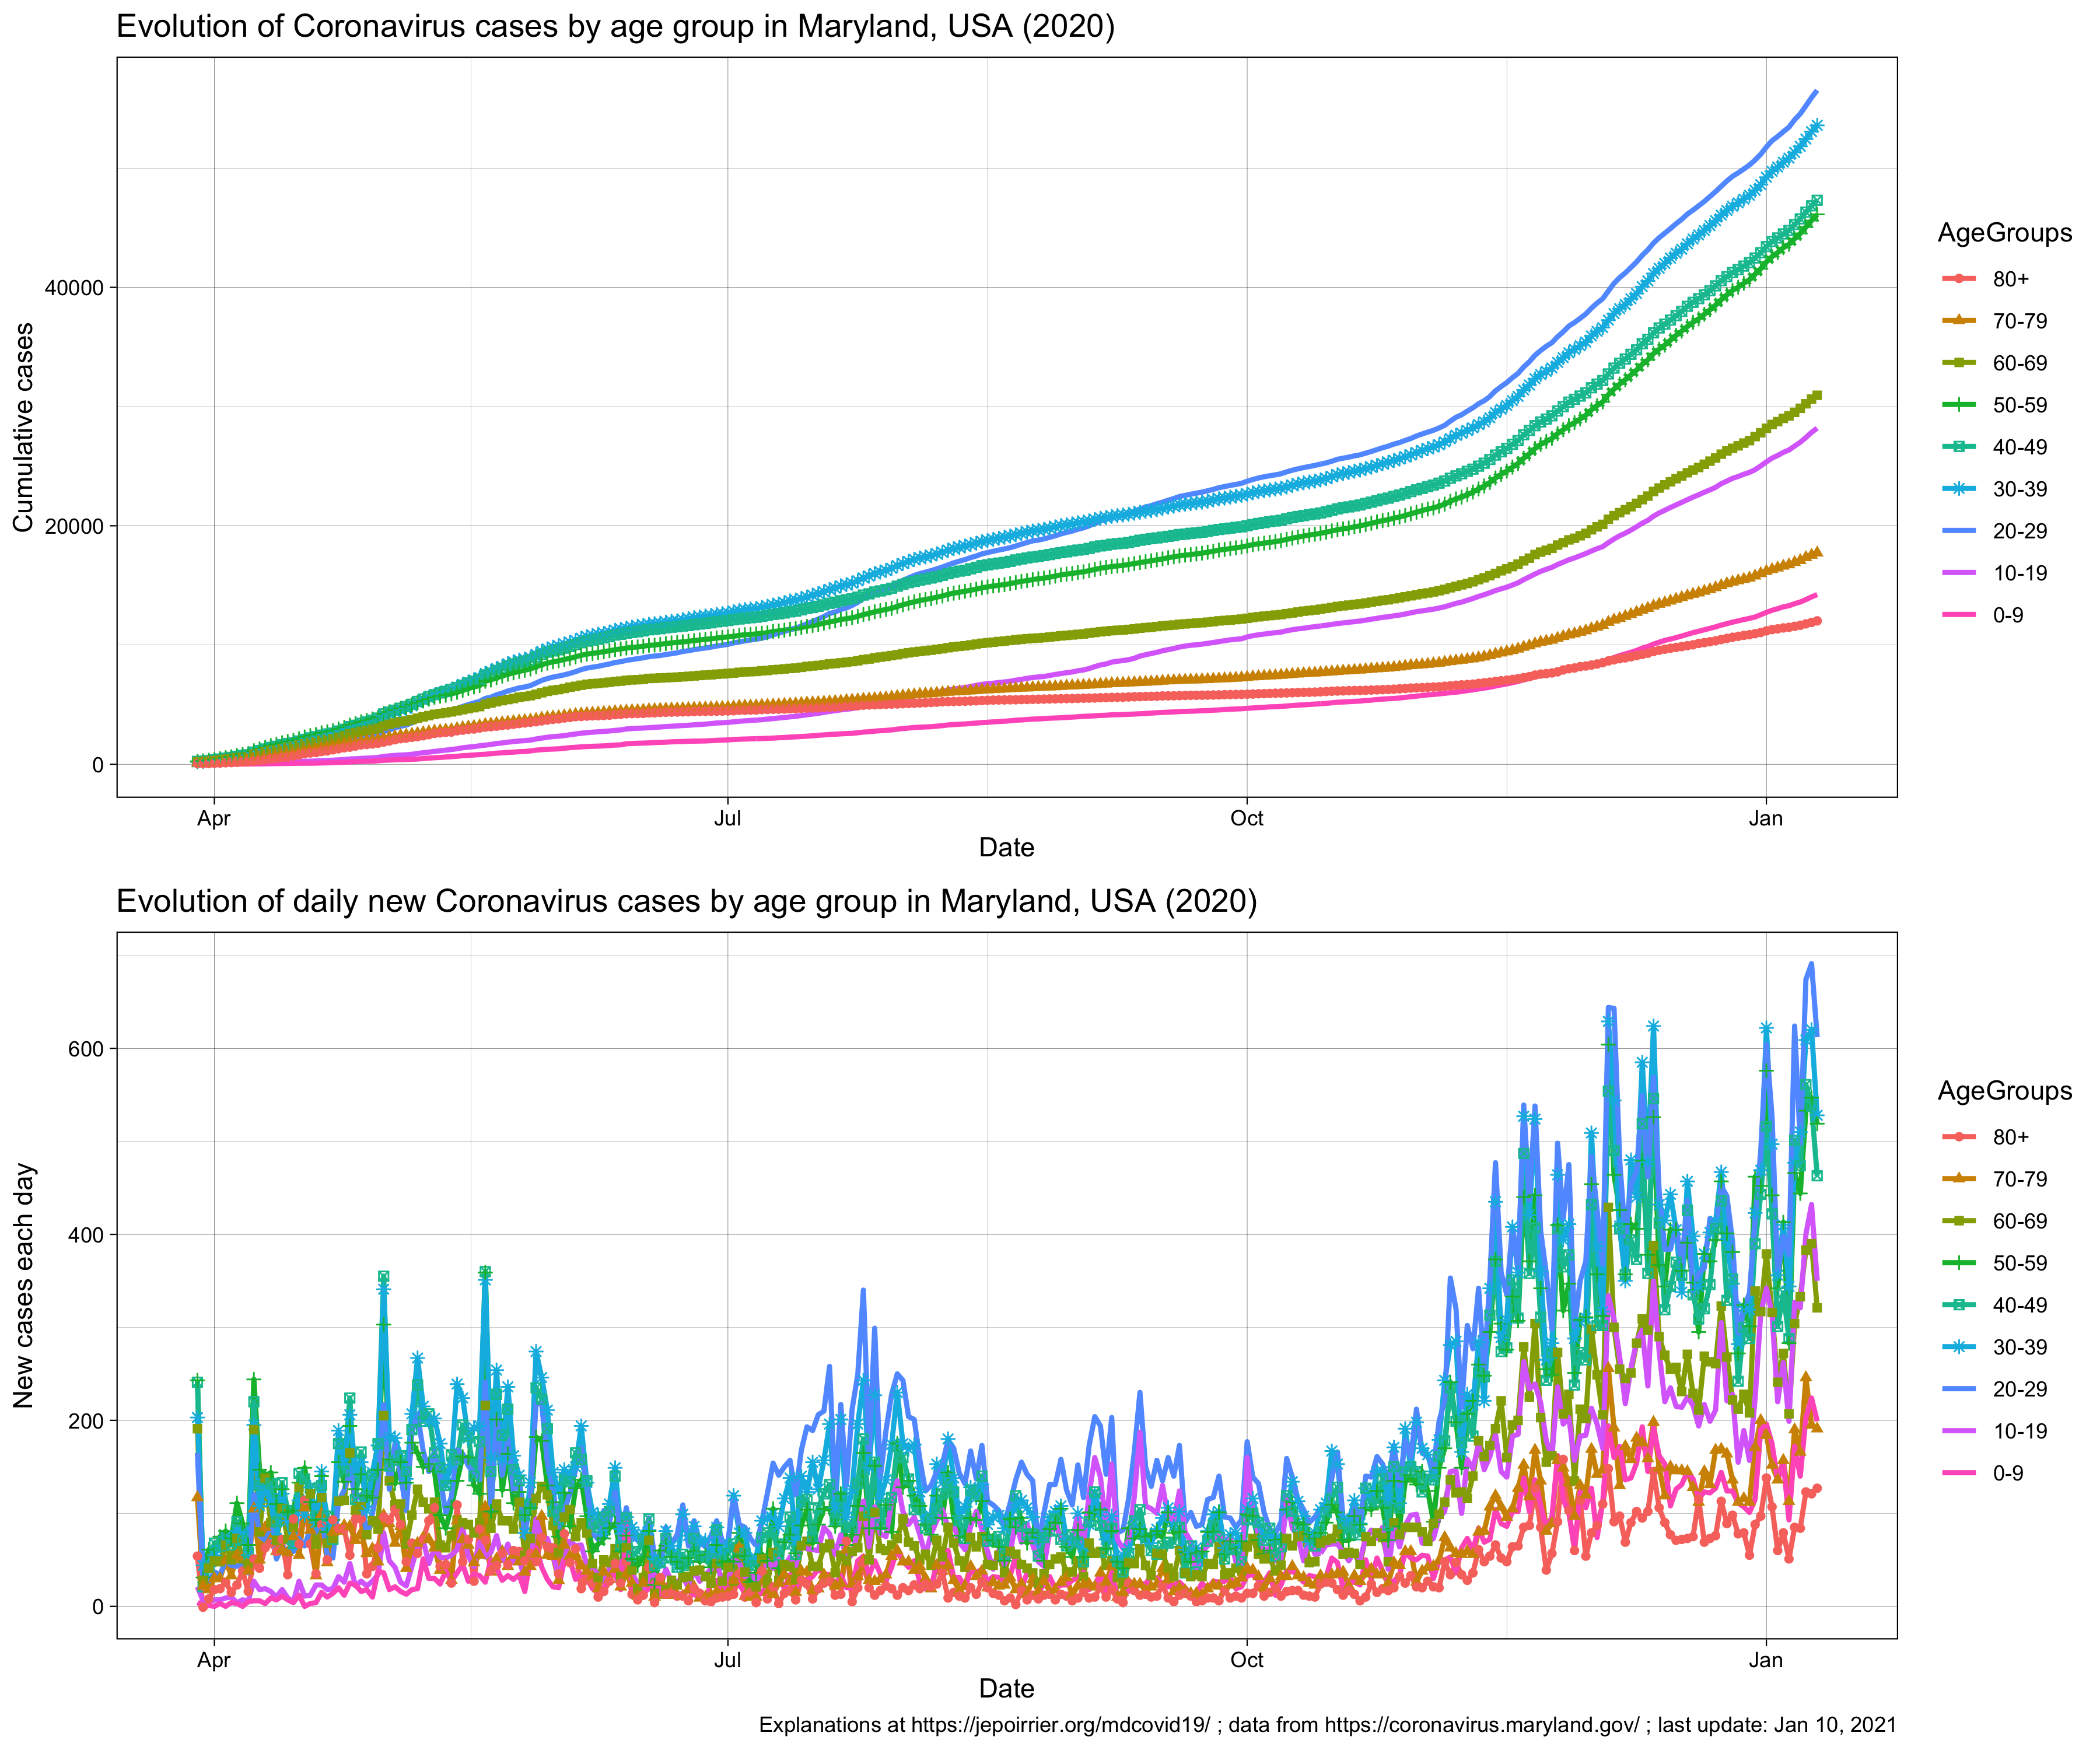 Evolution of Coronavirus cases by age group in Maryland, USA (2020)
Cumulative cases
40000
20000
0
Apr
Jul
Oct
Jan
Date
AgeGroups
80+
70-79
60-69
50-59
40-49
30-39
20-29
10-19
0-9
Evolution of daily new Coronavirus cases by age group in Maryland, USA (2020)
New cases each day
600
400
200
0
Apr
Jul
Oct
Jan
Date
AgeGroups
80+
70-79
60-69
50-59
40-49
30-39
20-29
10-19
0-9
Explanations at https://jepoirrier.org/mdcovid19/ ; data from https://coronavirus.maryland.gov/ ; last update: Jan 10, 2021